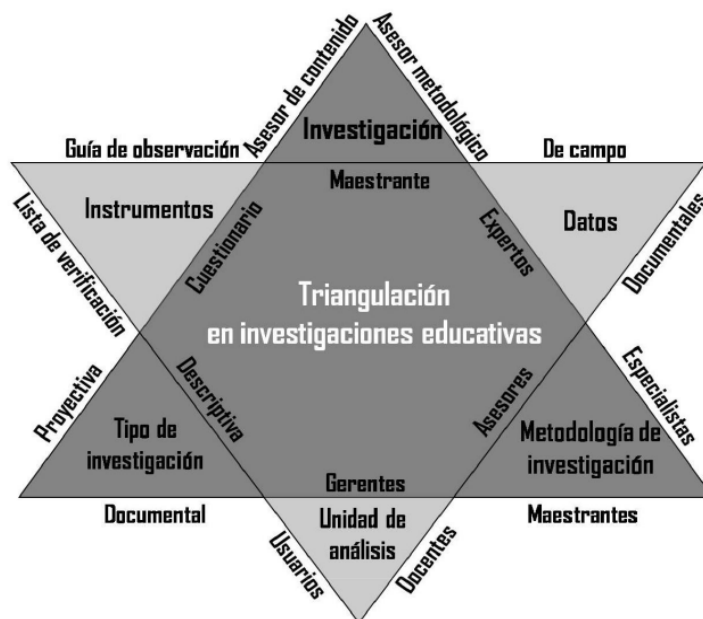 Asesor de contenido
Asesor metodológico
Investigación
Maestrante
Guía de observación
Instrumentos
Lista de verificación
Cuestionario
De campo
Datos
Expertos
Documentales
Triangulación
en investigaciones educativas
Proyectiva
Descriptiva
Tipo de
investigación
Documental
Asesores
Especialistas
Metodología de
investigación
Maestrantes
Gerentes
Unidad de
análisis
Usuarios
Docentes